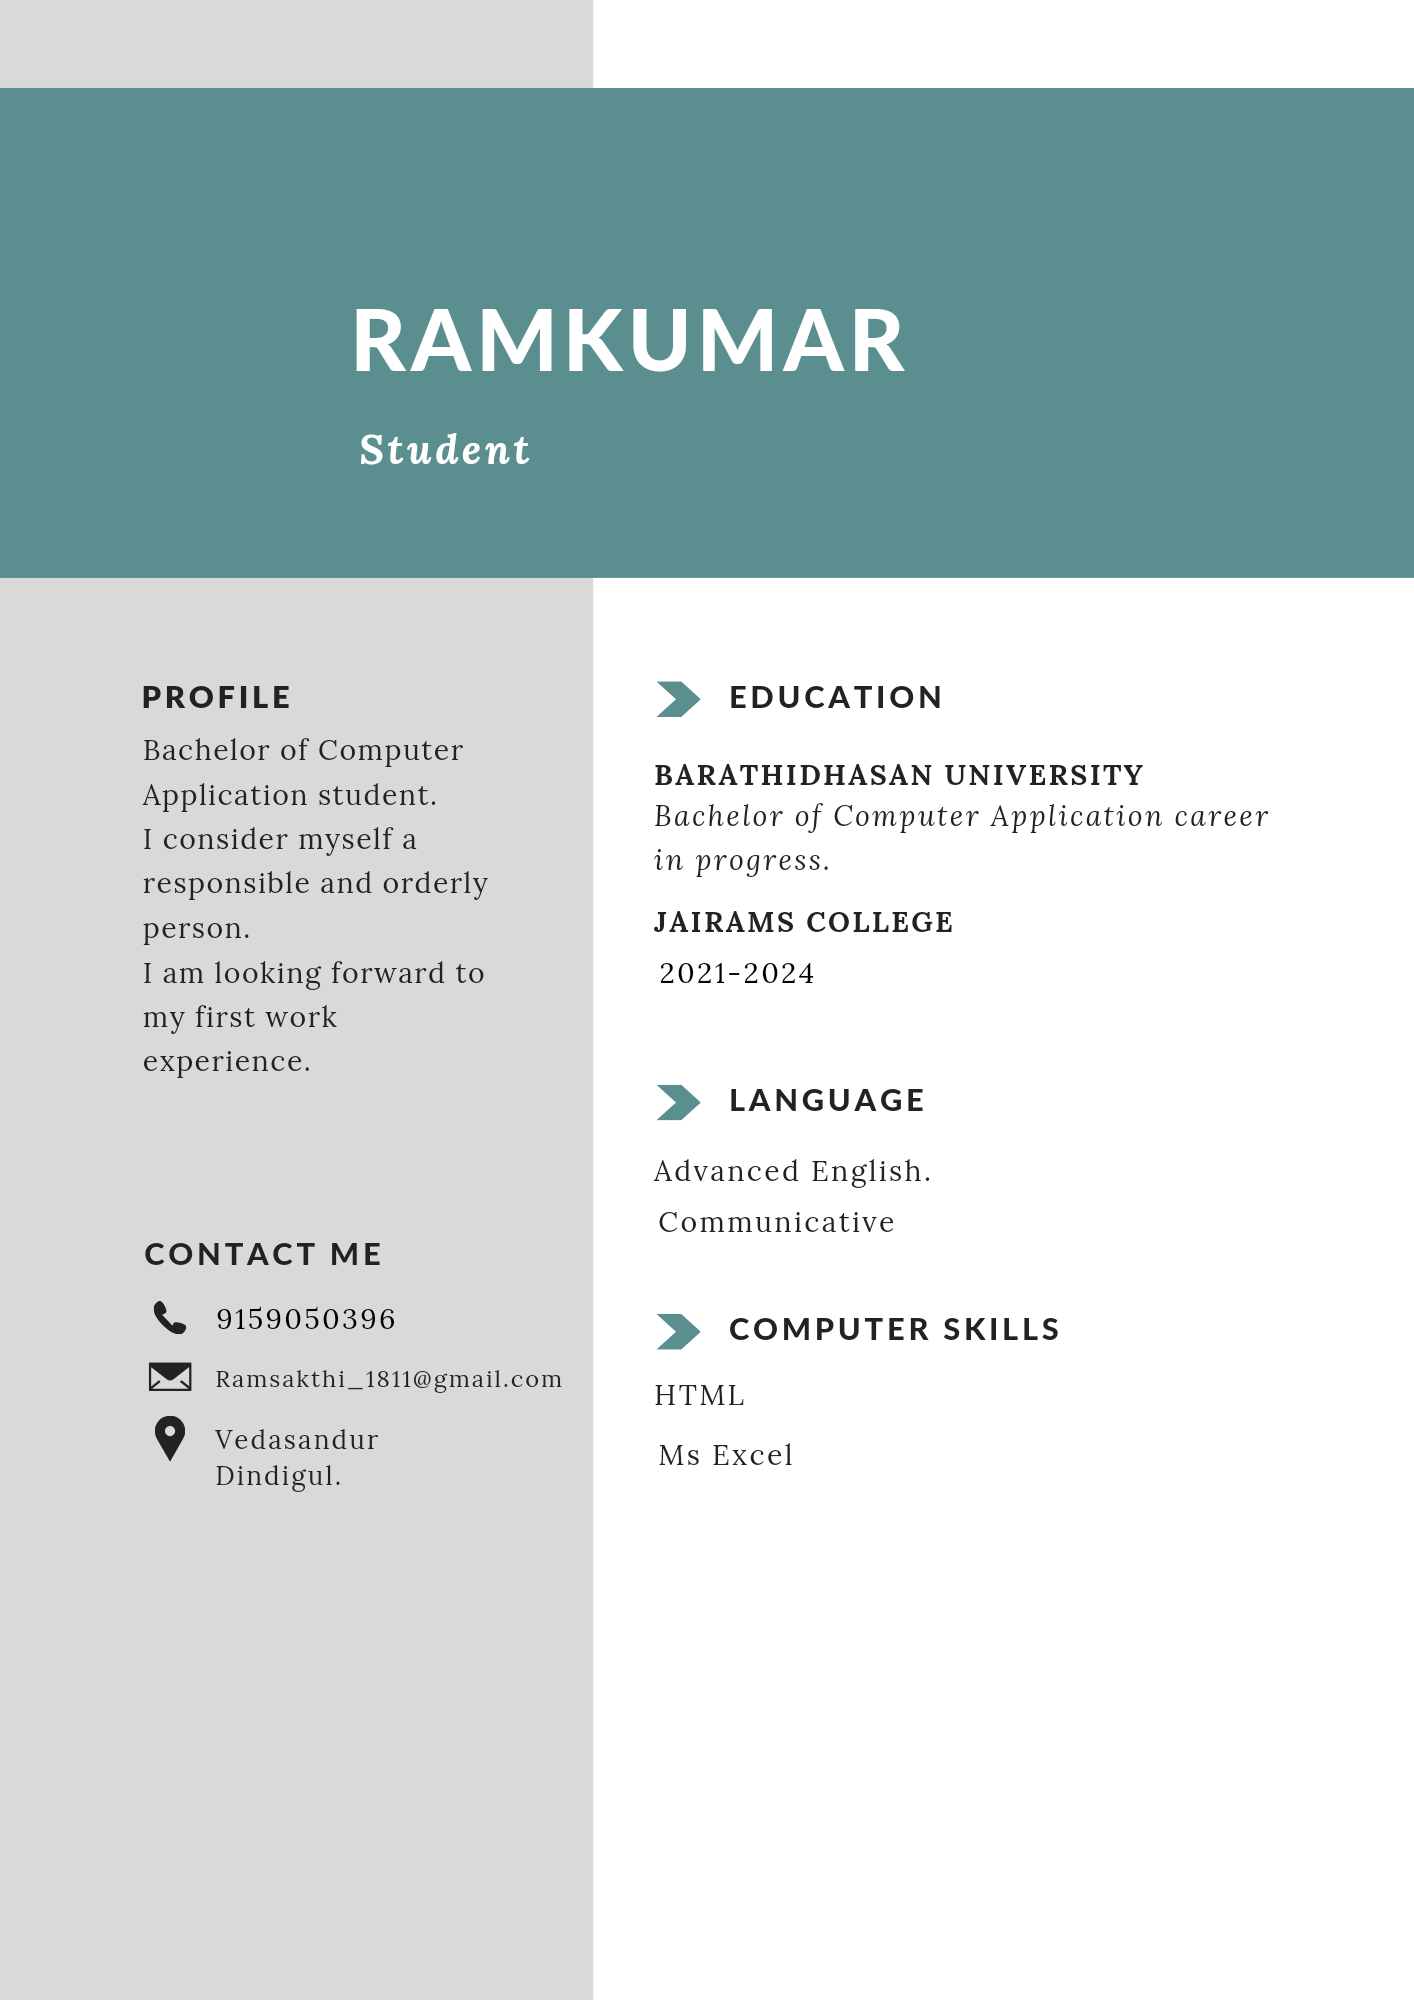 RAMKUMAR
Student
PROFILE
Bachelor of Computer
Application student.
I consider myself a
responsible and orderly
person.
I am looking forward to
my first work
experience.
CONTACT ME
9159050396
Ramsakthi_1811@gmail.com
Vedasandur
Dindigul.
EDUCATION
BARATHIDHASAN UNIVERSITY
Bachelor of Computer Application career
in progress.
JAIRAMS COLLEGE
2021-2024
LANGUAGE
Advanced English.
Communicative
COMPUTER SKILLS
HTML
Ms Excel